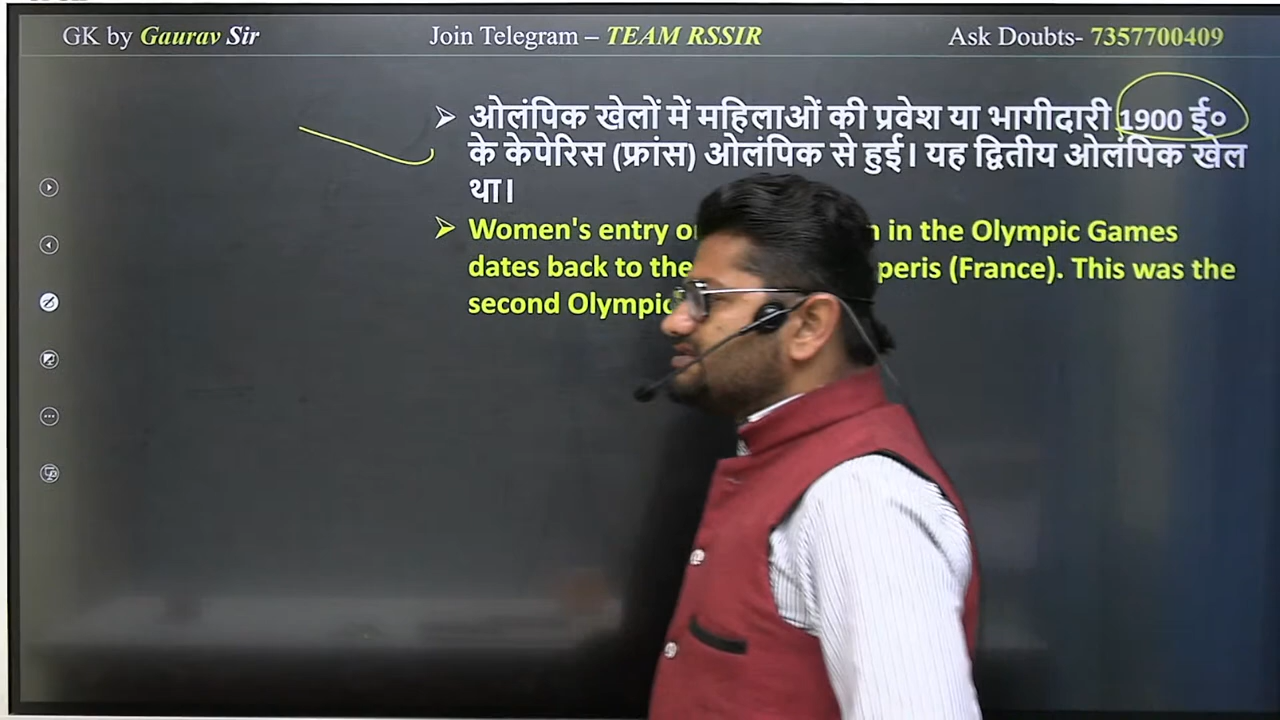 GK by Gaurav Sir
Join Telegram – TEAM RSSIR
Ask Doubts- 7357700409
ओलंपिक खेलों में महिलाओं की प्रवेश या भागीदारी 1900 ई०
के केपेरिस (फ्रांस) ओलंपिक से हुई। यह द्वितीय ओलंपिक खेल
था।
Women's entry in the Olympic Games
dates back to the peris (France). This was the
second Olympic